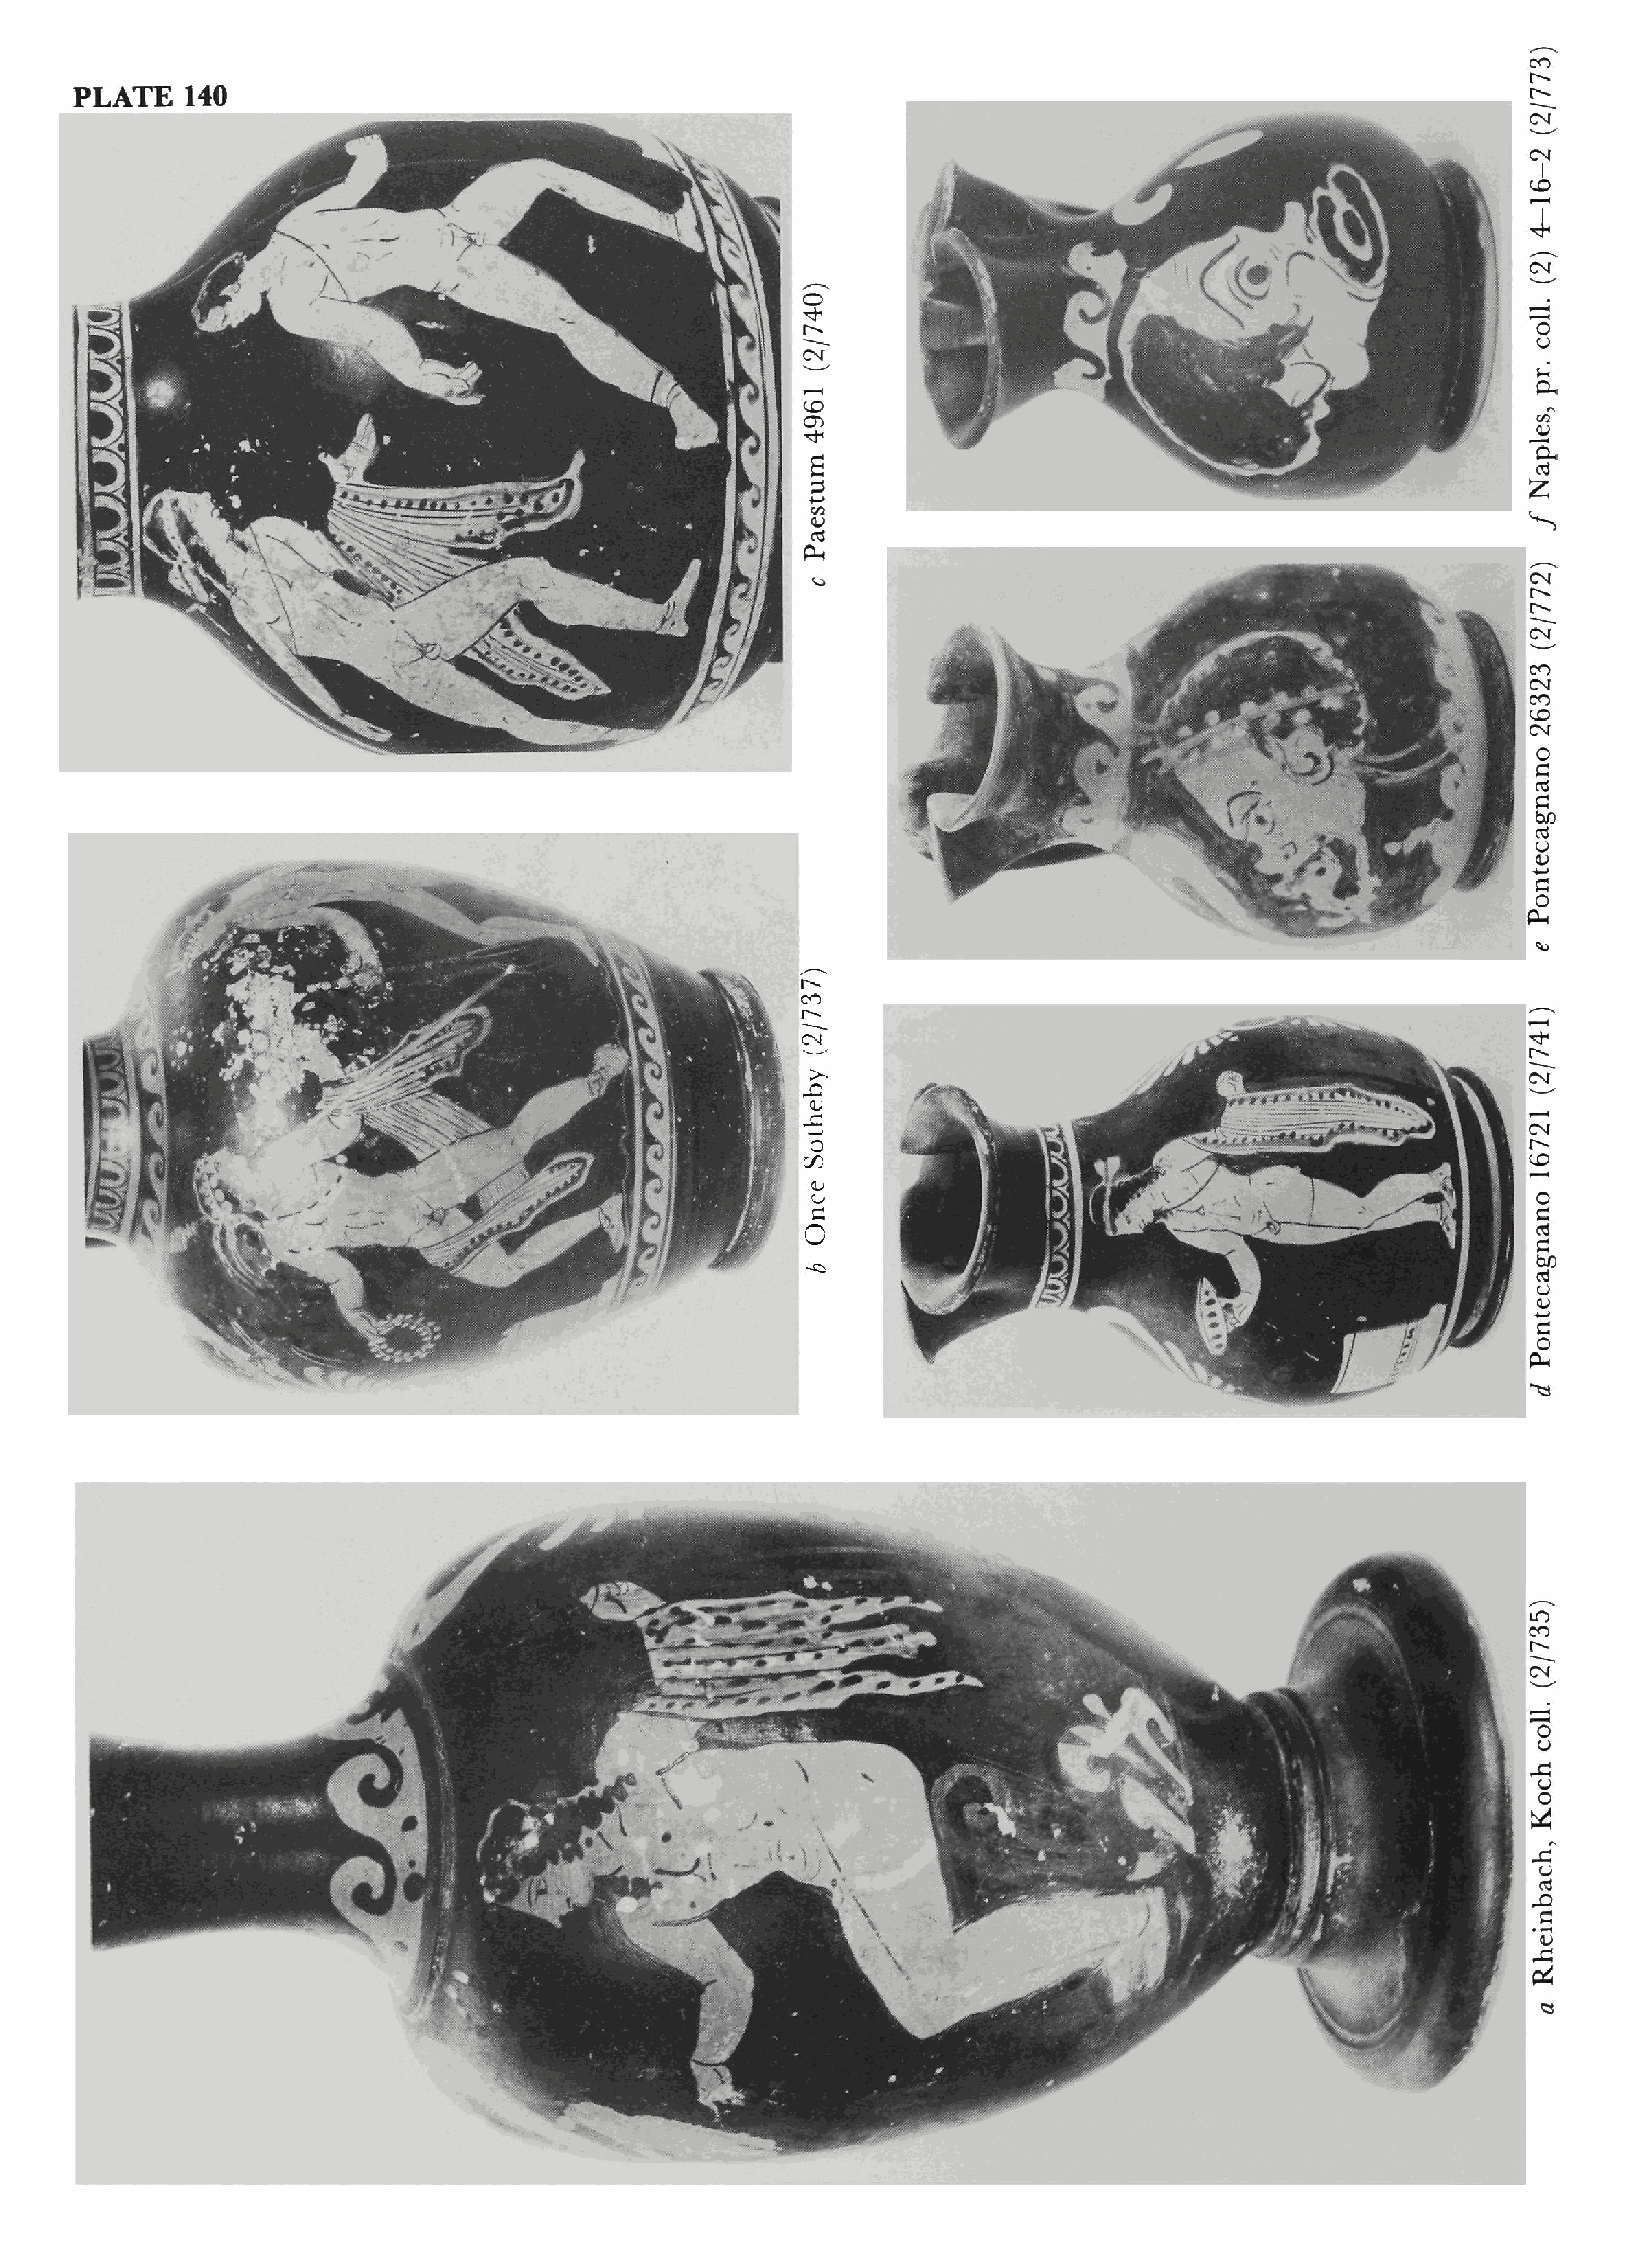 PLATE 140
a Rheinbach, Koch coll. (2/735)
b Once Sotheby (2/737)
c Paestum 4961 (2/740)
d Pontecagnano 16721 (2/741)
e Pontecagnano 26323 (2/772)
f Naples, pr. coll. (2) 4–16–2 (2/773)